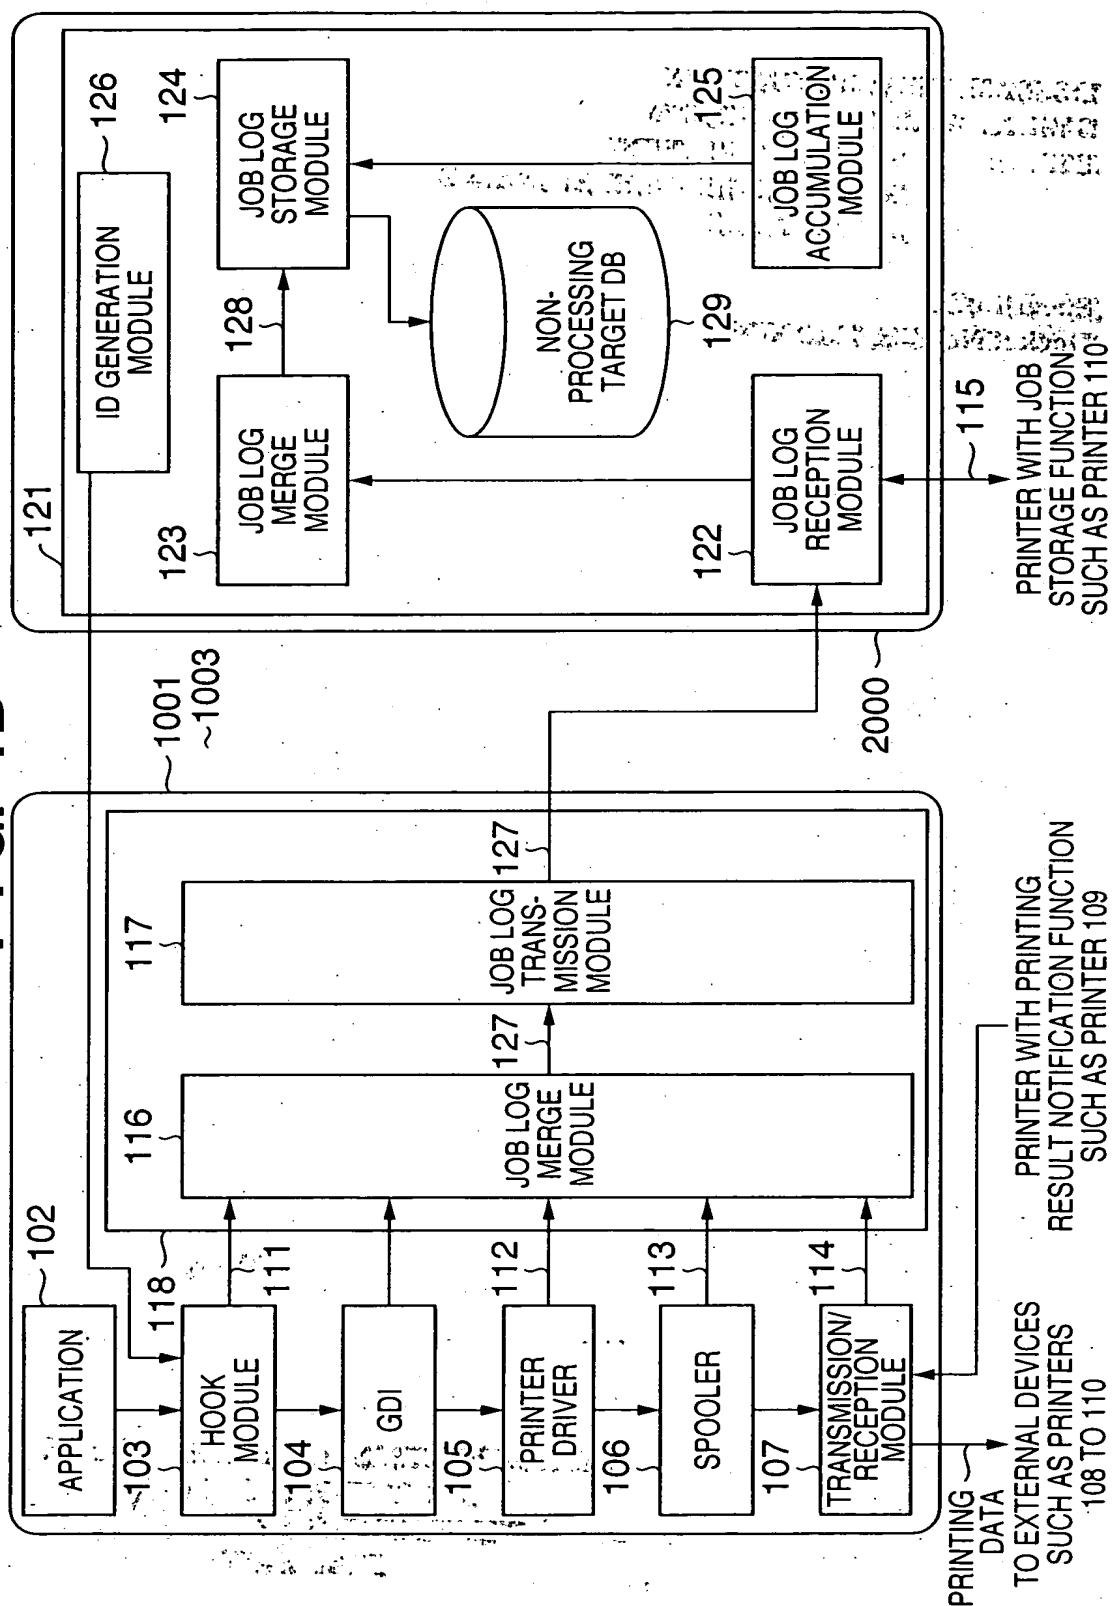 102
APPLICATION
103
HOOK
MODULE
104
GDI
105
PRINTER
DRIVER
106
SPOOLER
107
TRANSMISSION/
RECEPTION
MODULE
118
111
112
113
114
116
JOB LOG
MERGE
MODULE
127
117
JOB LOG
TRANS-
MISSION
MODULE
127
1001
~1003
PRINTING
DATA
TO EXTERNAL DEVICES
SUCH AS PRINTERS
108 TO 110
PRINTER WITH PRINTING
RESULT NOTIFICATION FUNCTION
SUCH AS PRINTER 109
121
ID GENERATION
MODULE
126
123
JOB LOG
MERGE
MODULE
128
JOB LOG
STORAGE
MODULE
124
NON-
PROCESSING
TARGET DB
129
122
JOB LOG
RECEPTION
MODULE
JOB LOG
ACCUMULATION
MODULE
125
2000
115
PRINTER WITH JOB
STORAGE FUNCTION
SUCH AS PRINTER 110